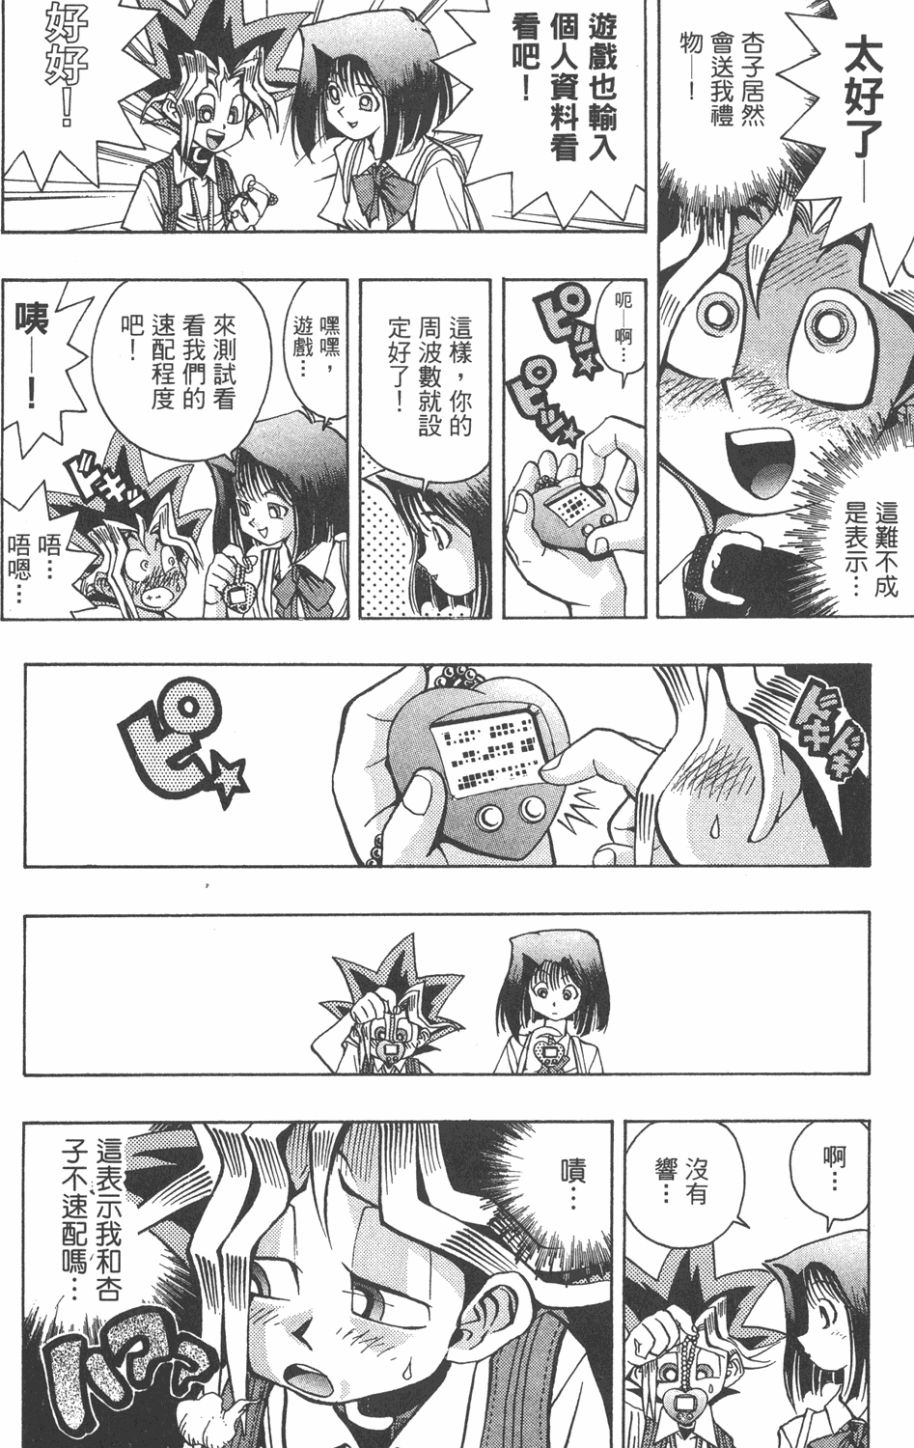 太好了—
杏子居然
會送我禮
物—！
這難不成
是表示…
遊戲也輸入
個人資料看
看吧！
好好！
呃—啊…
ピッ
ピッ
這樣，你的
周波數就設
定好了！
嘿嘿，
遊戲…
來測試看
看我們的
速配程度
吧！
咦—！
ドキッ
唔…
唔嗯…
ドキ
ドキ
ピッ
啊…
沒有
響…
嘖…
這表示我和杏
子不速配嗎…
ハァァ